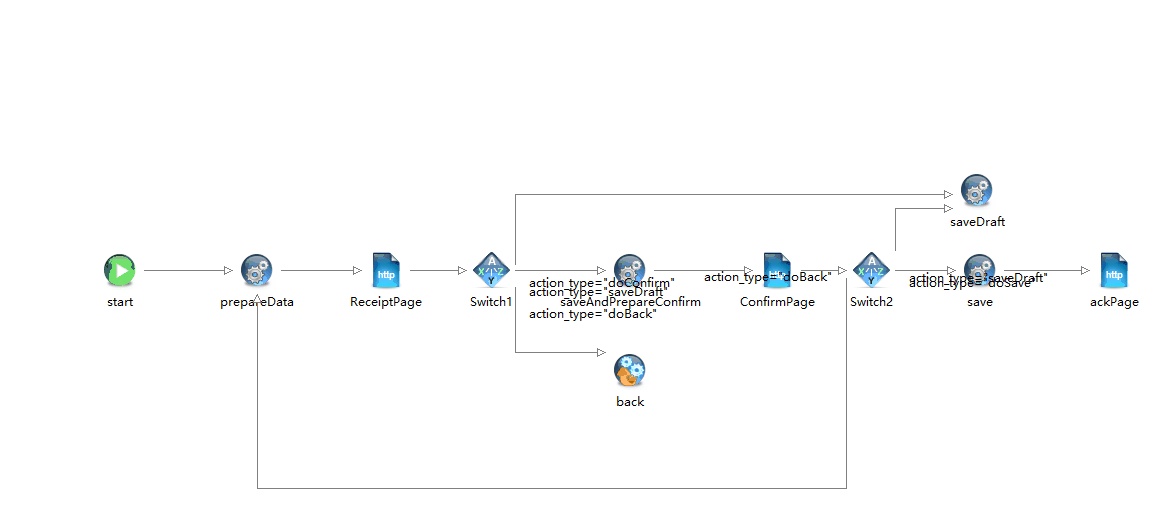 saveDraft
http
A
X Z
Y
action_type="doBack"
A
X Z
Y
action_type="saveDraft"
action_type="doSave"
http
http
action_type="doConfirm"
action_type="saveDraft"
start
prepareData
ReceiptPage
Switch1
saveAndPrepareConfirm
ConfirmPage
Switch2
save
ackPage
action_type="doBack"
back